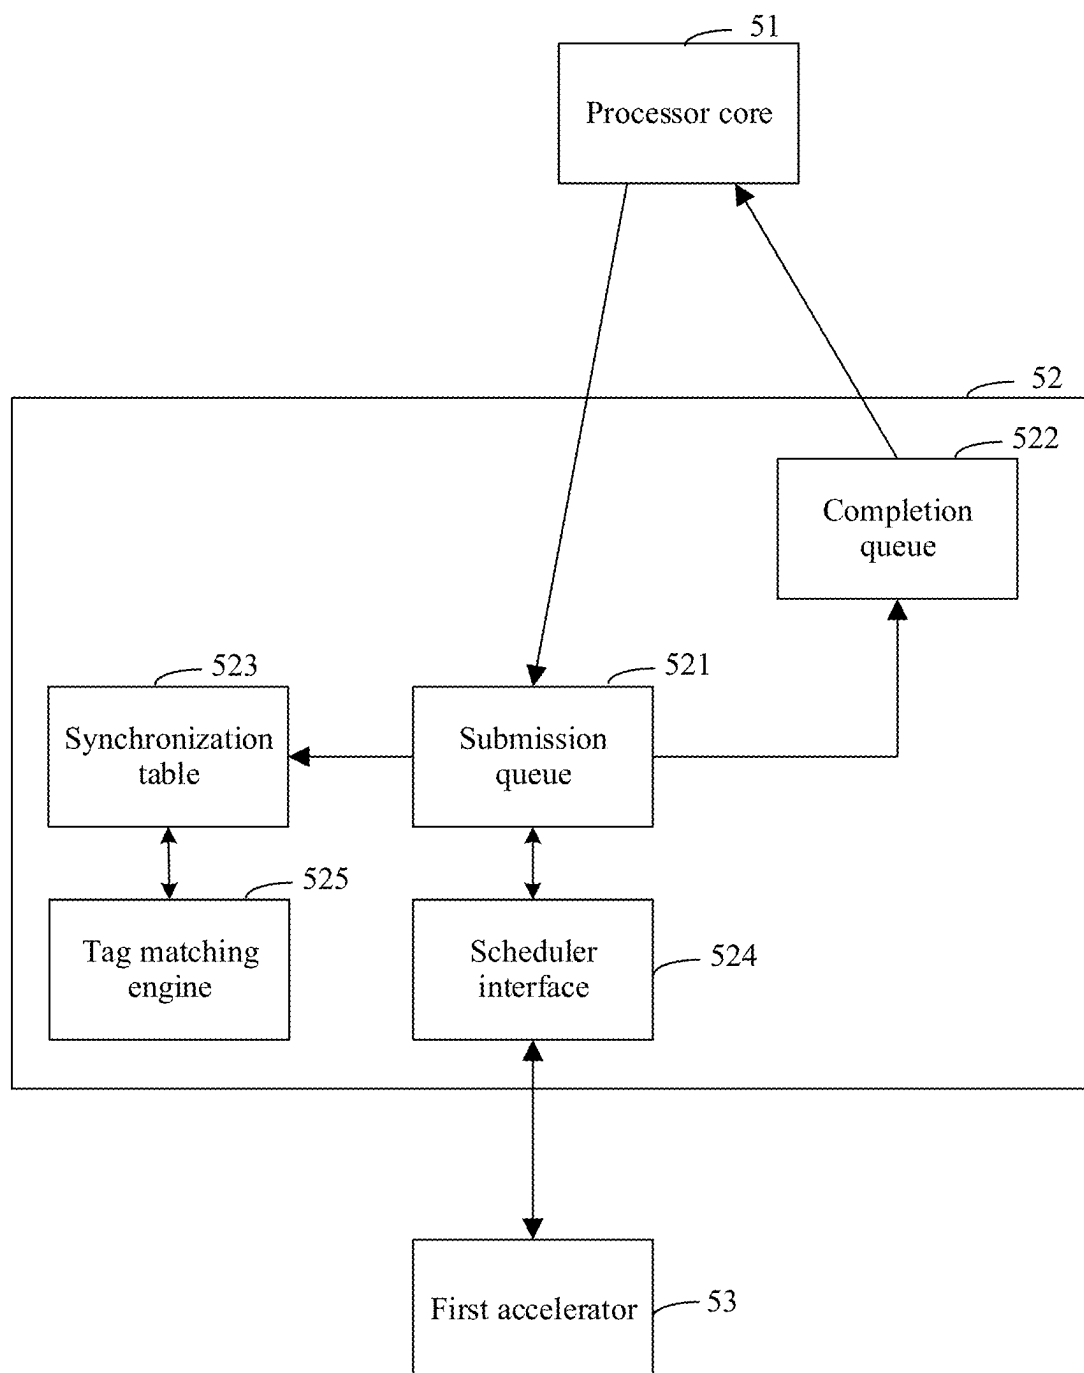 51
Processor core
52
522
Completion
queue
523
521
Synchronization
table
Submission
queue
525
Tag matching
engine
Scheduler
interface
524
First accelerator
53